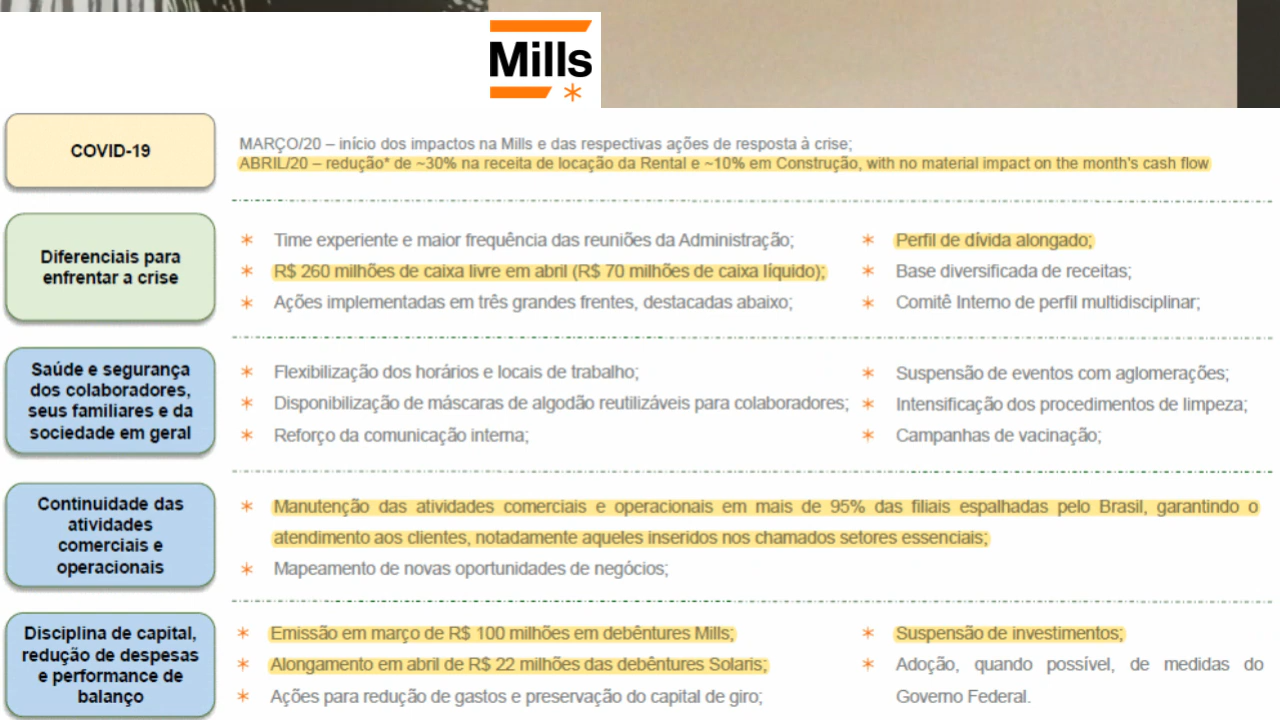 Mills
COVID-19
MARÇO/20 – início dos impactos na Mills e das respectivas ações de resposta à crise;
ABRIL/20 – redução* de ~30% na receita de locação da Rental e ~10% em Construção, with no material impact on the month's cash flow
Diferenciais para
enfrentar a crise
Time experiente e maior frequência das reuniões da Administração;
R$ 260 milhões de caixa livre em abril (R$ 70 milhões de caixa líquido);
Ações implementadas em três grandes frentes, destacadas abaixo;
Perfil de dívida alongado;
Base diversificada de receitas;
Comitê Interno de perfil multidisciplinar;
Saúde e segurança
dos colaboradores,
seus familiares e da
sociedade em geral
Flexibilização dos horários e locais de trabalho;
Disponibilização de máscaras de algodão reutilizáveis para colaboradores;
Reforço da comunicação interna;
Suspensão de eventos com aglomerações;
Intensificação dos procedimentos de limpeza;
Campanhas de vacinação;
Continuidade das
atividades
comerciais e
operacionais
Manutenção das atividades comerciais e operacionais em mais de 95% das filiais espalhadas pelo Brasil, garantindo o
atendimento aos clientes, notadamente aqueles inseridos nos chamados setores essenciais;
Mapeamento de novas oportunidades de negócios;
Disciplina de capital,
redução de despesas
e performance de
balanço
Emissão em março de R$ 100 milhões em debêntures Mills;
Alongamento em abril de R$ 22 milhões das debêntures Solaris;
Ações para redução de gastos e preservação do capital de giro;
Suspensão de investimentos;
Adoção, quando possível, de medidas do
Governo Federal.